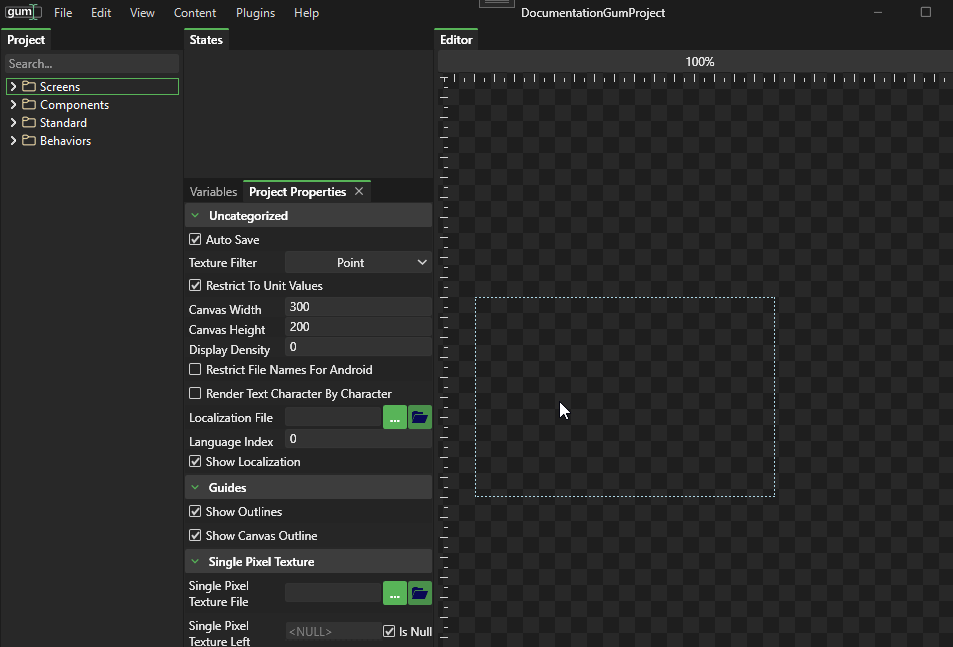 gum File Edit View Content Plugins Help DocumentationGumProject
Project States Editor
Search...
100%
Screens
Components
Standard
Behaviors
Variables Project Properties
Uncategorized
Auto Save
Texture Filter Point
Restrict To Unit Values
Canvas Width 300
Canvas Height 200
Display Density 0
Restrict File Names For Android
Render Text Character By Character
Localization File ...
Language Index 0
Show Localization
Guides
Show Outlines
Show Canvas Outline
Single Pixel Texture
Single Pixel
Texture File ...
Single Pixel
Texture Left <NULL> Is Null